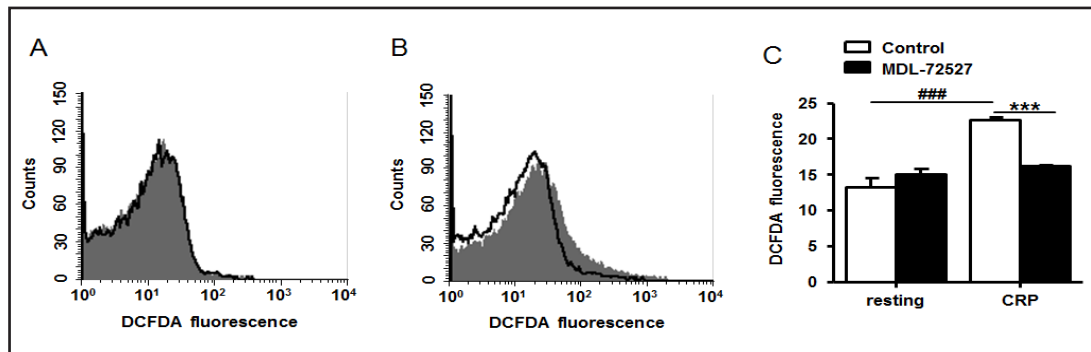 A
Counts
150
120
90
60
30
0
10⁰ 10¹ 10² 10³ 10⁴
DCFDA fluorescence
B
Counts
150
120
90
60
30
0
10⁰ 10¹ 10² 10³ 10⁴
DCFDA fluorescence
C
Control
MDL-72527
DCFDA fluorescence
25
20
15
10
5
0
###
***
resting CRP